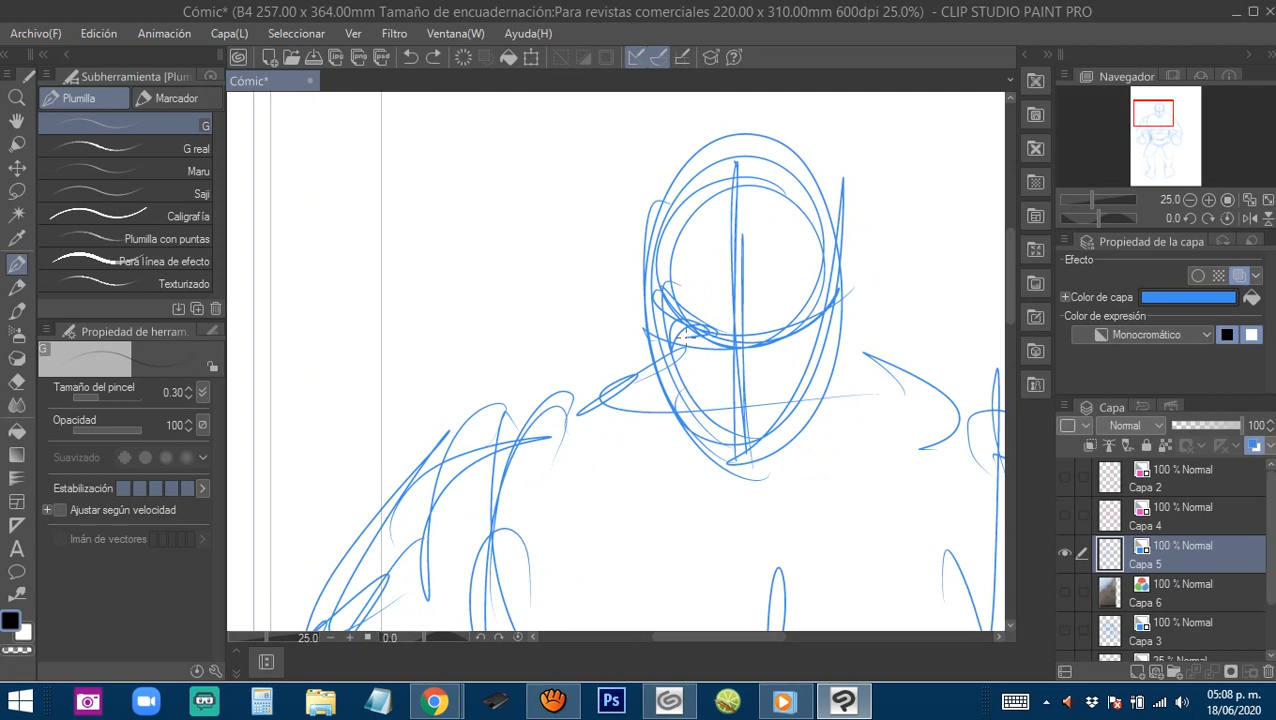 Cómic* (B4 257.00 x 364.00mm Tamaño de encuadernación:Para revistas comerciales 220.00 x 310.00mm 600dpi 25.0%) - CLIP STUDIO PAINT PRO
Archivo(F) Edición Animación Capa(L) Seleccionar Ver Filtro Ventana(W) Ayuda(H)
Subherramienta [Plum
Cómic*
Navegador
Plumilla Marcador
G
G real
Maru
Saji
Caligrafía
Plumilla con puntas
Para línea de efecto
Texturizado
25.0
0.0
Propiedad de la capa
Efecto
Color de capa
Color de expresión
Monocromático
Propiedad de herram
G
Tamaño del pincel 0.30
Opacidad 100
Suavizado
Estabilización
Ajustar según velocidad
Imán de vectores
Capa
Normal 100
100 % Normal
Capa 2
100 % Normal
Capa 4
100 % Normal
Capa 5
100 % Normal
Capa 6
100 % Normal
Capa 3
25 % Normal
25.0 0.0
Ps
05:08 p. m.
18/06/2020